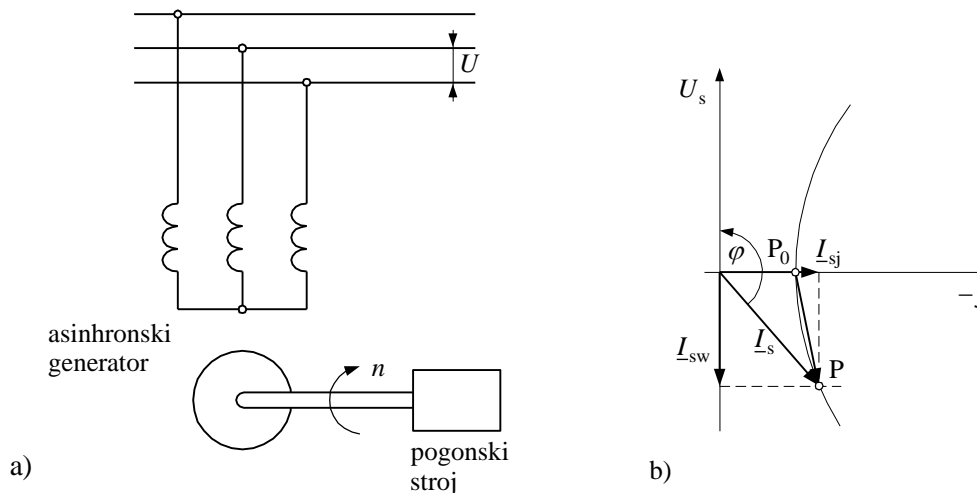 U
asinhronski
generator
n
pogonski
stroj
a)
U_s
φ
P_0
I_sj
I_s
I_sw
P
b)